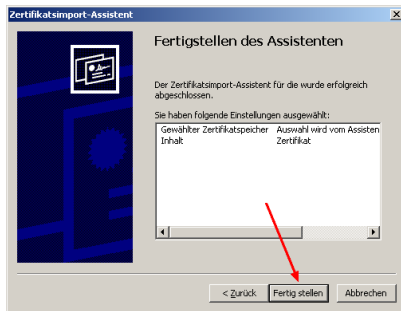 Zertifikatsimport-Assistent
Fertigstellen des Assistenten
Der Zertifikatsimport-Assistent für die wurde erfolgreich
abgeschlossen.
Sie haben folgende Einstellungen ausgewählt:
Gewählter Zertifikatspeicher Auswahl wird vom Assisten
Inhalt Zertifikat
< Zurück Fertig stellen Abbrechen